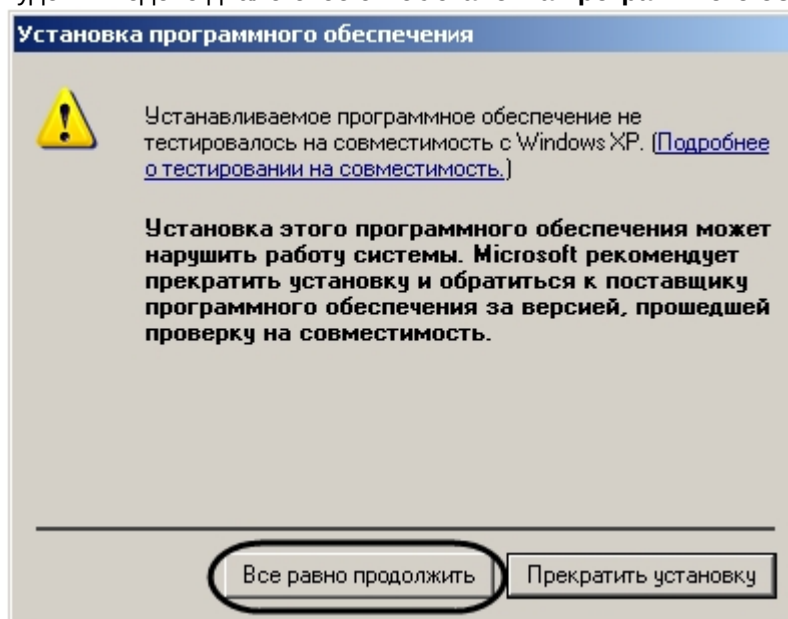 Установка программного обеспечения
Устанавливаемое программное обеспечение не
тестировалось на совместимость с Windows XP. (Подробнее
о тестировании на совместимость.)
Установка этого программного обеспечения может
нарушить работу системы. Microsoft рекомендует
прекратить установку и обратиться к поставщику
программного обеспечения за версией, прошедшей
проверку на совместимость.
Все равно продолжить
Прекратить установку